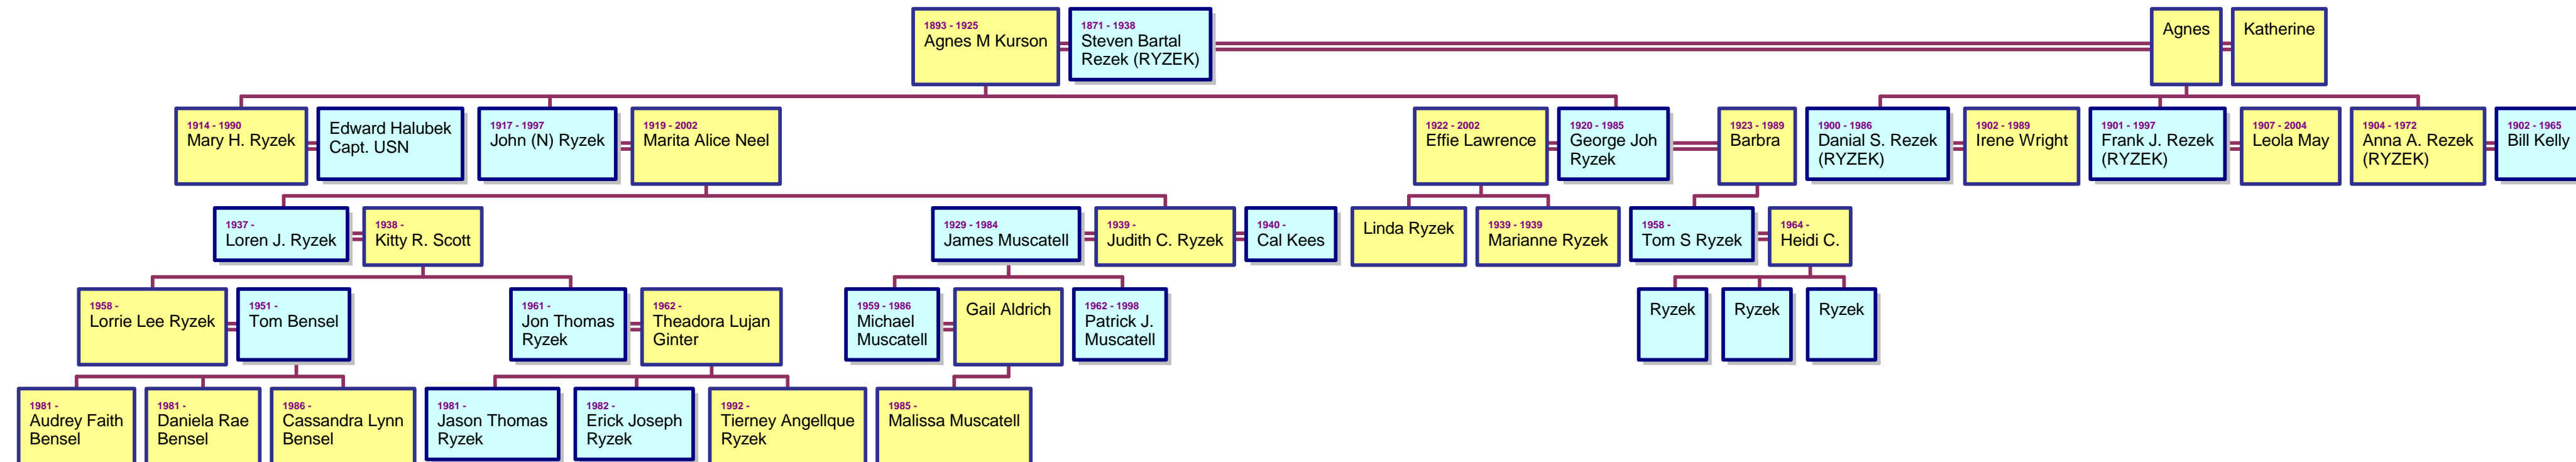 1893 - 1925
Agnes M Kurson
1871 - 1938
Steven Bartal
Rezek (RYZEK)
Agnes
Katherine
1914 - 1990
Mary H. Ryzek
Edward Halubek
Capt. USN
1917 - 1997
John (N) Ryzek
1919 - 2002
Marita Alice Neel
1922 - 2002
Effie Lawrence
1920 - 1985
George Joh
Ryzek
1923 - 1989
Barbra
1900 - 1986
Danial S. Rezek
(RYZEK)
1902 - 1989
Irene Wright
1901 - 1997
Frank J. Rezek
(RYZEK)
1907 - 2004
Leola May
1904 - 1972
Anna A. Rezek
(RYZEK)
1902 - 1965
Bill Kelly
1937 -
Loren J. Ryzek
1938 -
Kitty R. Scott
1929 - 1984
James Muscatell
1939 -
Judith C. Ryzek
1940 -
Cal Kees
Linda Ryzek
1939 - 1939
Marianne Ryzek
1958 -
Tom S Ryzek
1964 -
Heidi C.
1958 -
Lorrie Lee Ryzek
1951 -
Tom Bensel
1961 -
Jon Thomas
Ryzek
1962 -
Theadora Lujan
Ginter
1959 - 1986
Michael
Muscatell
Gail Aldrich
1962 - 1998
Patrick J.
Muscatell
Ryzek
Ryzek
Ryzek
1981 -
Audrey Faith
Bensel
1981 -
Daniela Rae
Bensel
1986 -
Cassandra Lynn
Bensel
1981 -
Jason Thomas
Ryzek
1982 -
Erick Joseph
Ryzek
1992 -
Tierney Angellque
Ryzek
1985 -
Malissa Muscatell